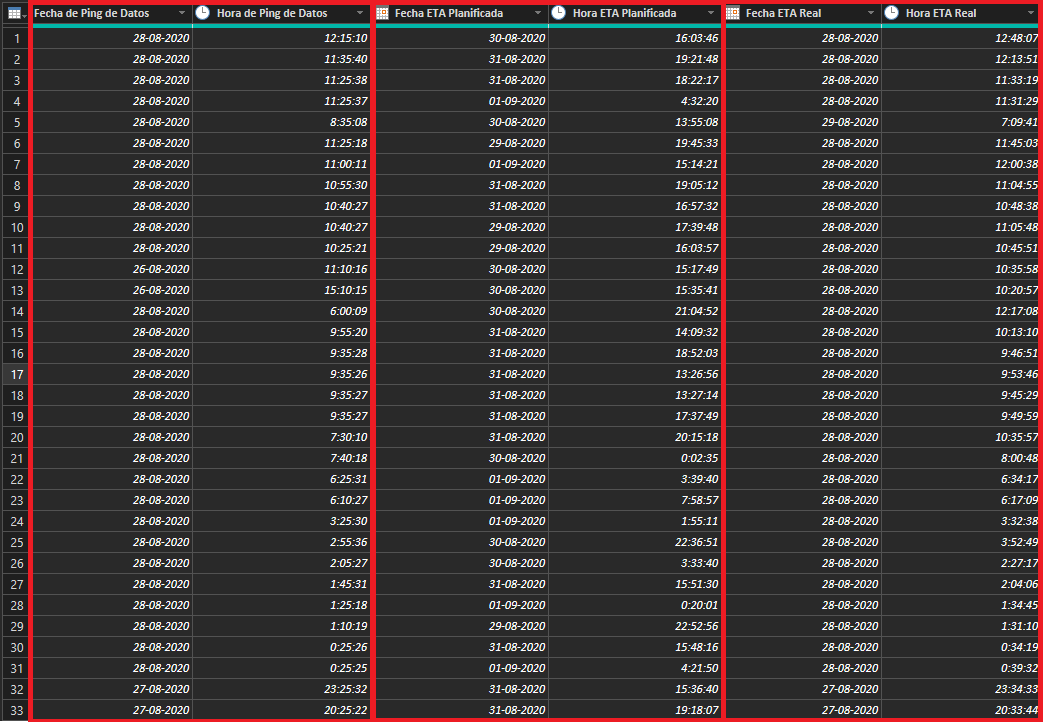 Fecha de Ping de Datos Hora de Ping de Datos Fecha ETA Planificada Hora ETA Planificada Fecha ETA Real Hora ETA Real
1 28-08-2020 12:15:10 30-08-2020 16:03:46 28-08-2020 12:48:07
2 28-08-2020 11:35:40 31-08-2020 19:21:48 28-08-2020 12:13:51
3 28-08-2020 11:25:38 31-08-2020 18:22:17 28-08-2020 11:33:19
4 28-08-2020 11:25:37 01-09-2020 4:32:20 28-08-2020 11:31:29
5 28-08-2020 8:35:08 30-08-2020 13:55:08 29-08-2020 7:09:41
6 28-08-2020 11:25:18 29-08-2020 19:45:33 28-08-2020 11:45:03
7 28-08-2020 11:00:11 01-09-2020 15:14:21 28-08-2020 12:00:38
8 28-08-2020 10:55:30 31-08-2020 19:05:12 28-08-2020 11:04:55
9 28-08-2020 10:40:27 31-08-2020 16:57:32 28-08-2020 10:48:38
10 28-08-2020 10:40:27 29-08-2020 17:39:48 28-08-2020 11:05:48
11 28-08-2020 10:25:21 29-08-2020 16:03:57 28-08-2020 10:45:51
12 26-08-2020 11:10:16 30-08-2020 15:17:49 28-08-2020 10:35:58
13 26-08-2020 15:10:15 30-08-2020 15:35:41 28-08-2020 10:20:57
14 28-08-2020 6:00:09 30-08-2020 21:04:52 28-08-2020 12:17:08
15 28-08-2020 9:55:20 31-08-2020 14:09:32 28-08-2020 10:13:10
16 28-08-2020 9:35:28 31-08-2020 18:52:03 28-08-2020 9:46:51
17 28-08-2020 9:35:26 31-08-2020 13:26:56 28-08-2020 9:53:46
18 28-08-2020 9:35:27 31-08-2020 13:27:14 28-08-2020 9:45:29
19 28-08-2020 9:35:27 31-08-2020 17:37:49 28-08-2020 9:49:59
20 28-08-2020 7:30:10 31-08-2020 20:15:18 28-08-2020 10:35:57
21 28-08-2020 7:40:18 30-08-2020 0:02:35 28-08-2020 8:00:48
22 28-08-2020 6:25:31 01-09-2020 3:39:40 28-08-2020 6:34:17
23 28-08-2020 6:10:27 01-09-2020 7:58:57 28-08-2020 6:17:09
24 28-08-2020 3:25:30 01-09-2020 1:55:11 28-08-2020 3:32:38
25 28-08-2020 2:55:36 30-08-2020 22:36:51 28-08-2020 3:52:49
26 28-08-2020 2:05:27 30-08-2020 3:33:40 28-08-2020 2:27:17
27 28-08-2020 1:45:31 31-08-2020 15:51:30 28-08-2020 2:04:06
28 28-08-2020 1:25:18 01-09-2020 0:20:01 28-08-2020 1:34:45
29 28-08-2020 1:10:19 29-08-2020 22:52:56 28-08-2020 1:31:10
30 28-08-2020 0:25:26 31-08-2020 15:48:16 28-08-2020 0:34:19
31 28-08-2020 0:25:25 01-09-2020 4:21:50 28-08-2020 0:39:32
32 27-08-2020 23:25:32 31-08-2020 15:36:40 27-08-2020 23:34:33
33 27-08-2020 20:25:22 31-08-2020 19:18:07 27-08-2020 20:33:44